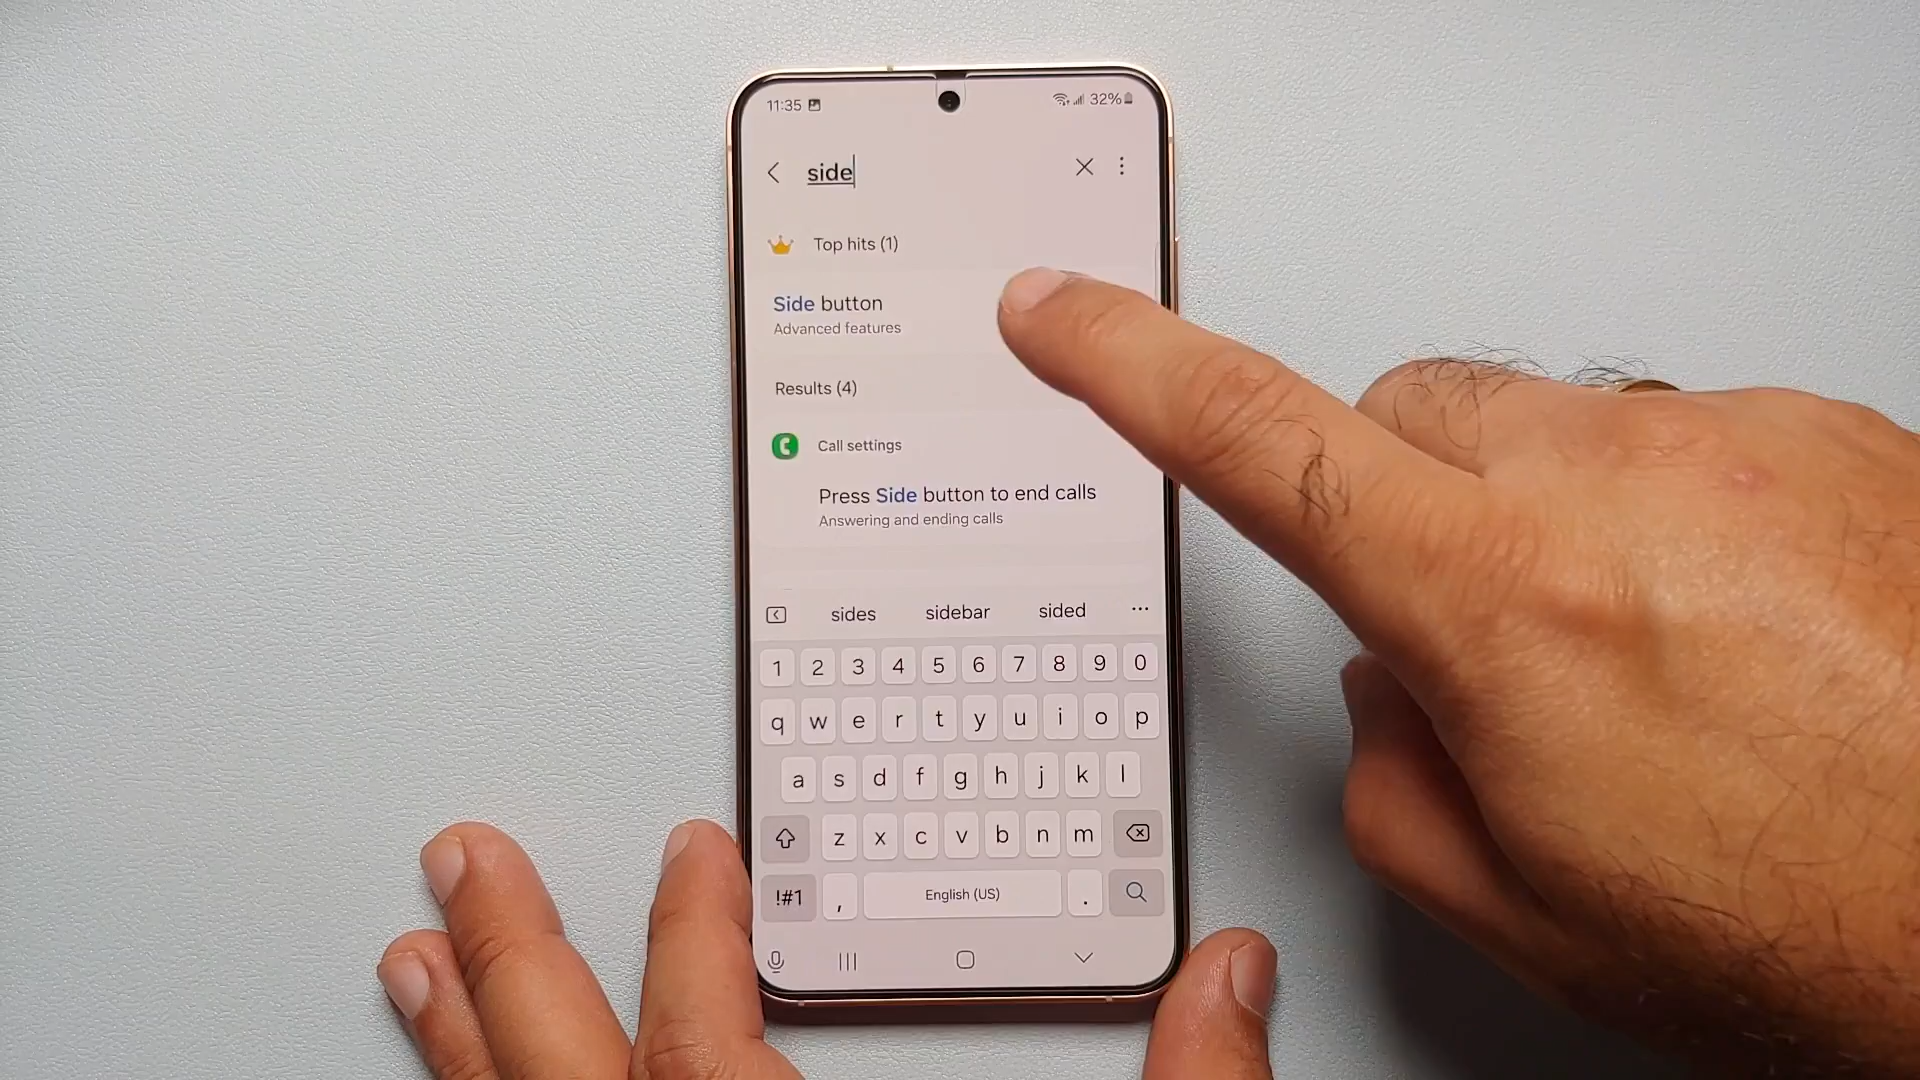 11:35
32%
side
Top hits (1)
Side button
Advanced features
Results (4)
Call settings
Press Side button to end calls
Answering and ending calls
sides sidebar sided ...
1 2 3 4 5 6 7 8 9 0
q w e r t y u i o p
a s d f g h j k l
z x c v b n m
!#1 , English (US) .